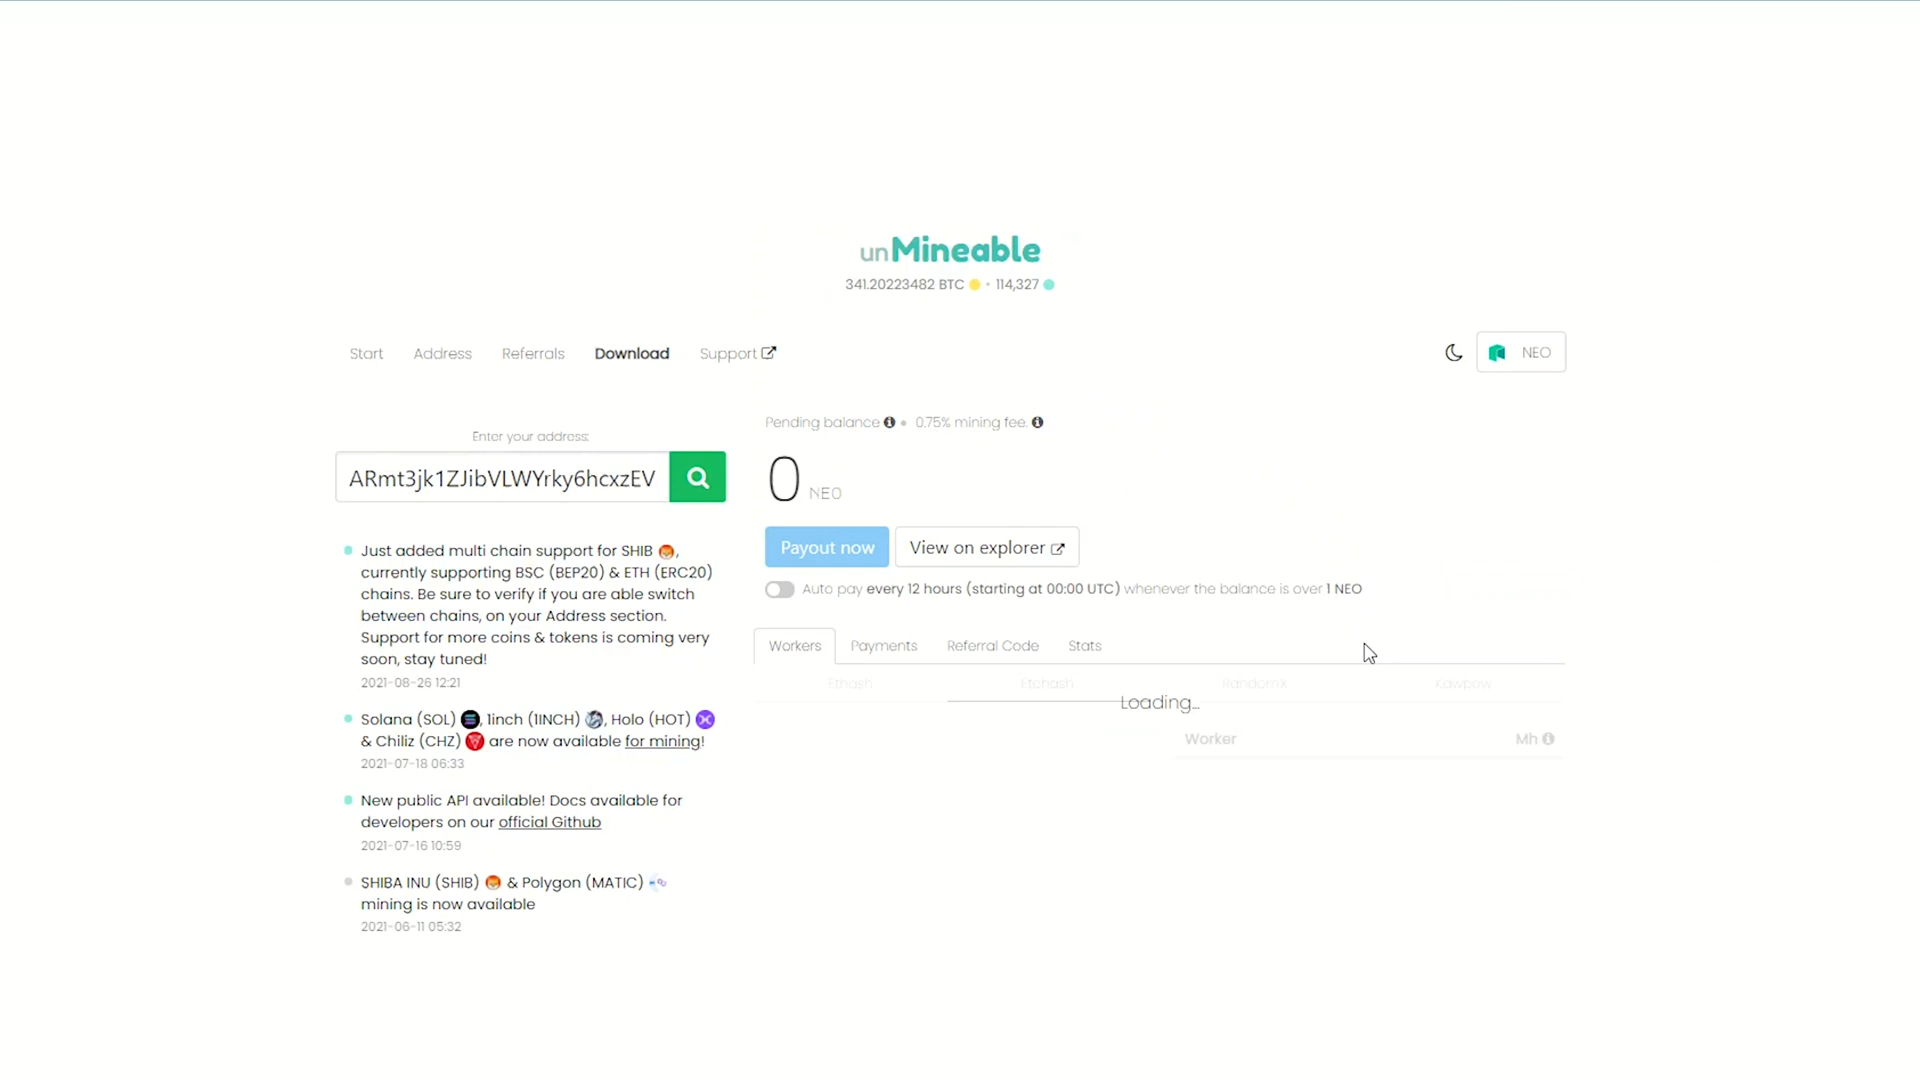 unMineable
341.20223482 BTC • 114,327
Start Address Referrals Download Support NEO
Pending balance • 0.75% mining fee.
Enter your address:
ARmt3jk1ZJibVLWYrky6hcxzEV
0 NEO
Payout now View on explorer
Auto pay every 12 hours (starting at 00:00 UTC) whenever the balance is over 1 NEO
Just added multi chain support for SHIB ,
currently supporting BSC (BEP20) & ETH (ERC20)
chains. Be sure to verify if you are able switch
between chains, on your Address section.
Support for more coins & tokens is coming very
soon, stay tuned!
2021-08-26 12:21
Solana (SOL) , 1inch (1INCH) , Holo (HOT)
& Chiliz (CHZ) are now available for mining!
2021-07-18 06:33
New public API available! Docs available for
developers on our official Github
2021-07-16 10:59
SHIBA INU (SHIB) & Polygon (MATIC)
mining is now available
2021-06-11 05:32
Workers Payments Referral Code Stats
Ethash Etchash RandomX Kawpow
Loading...
Worker Mh